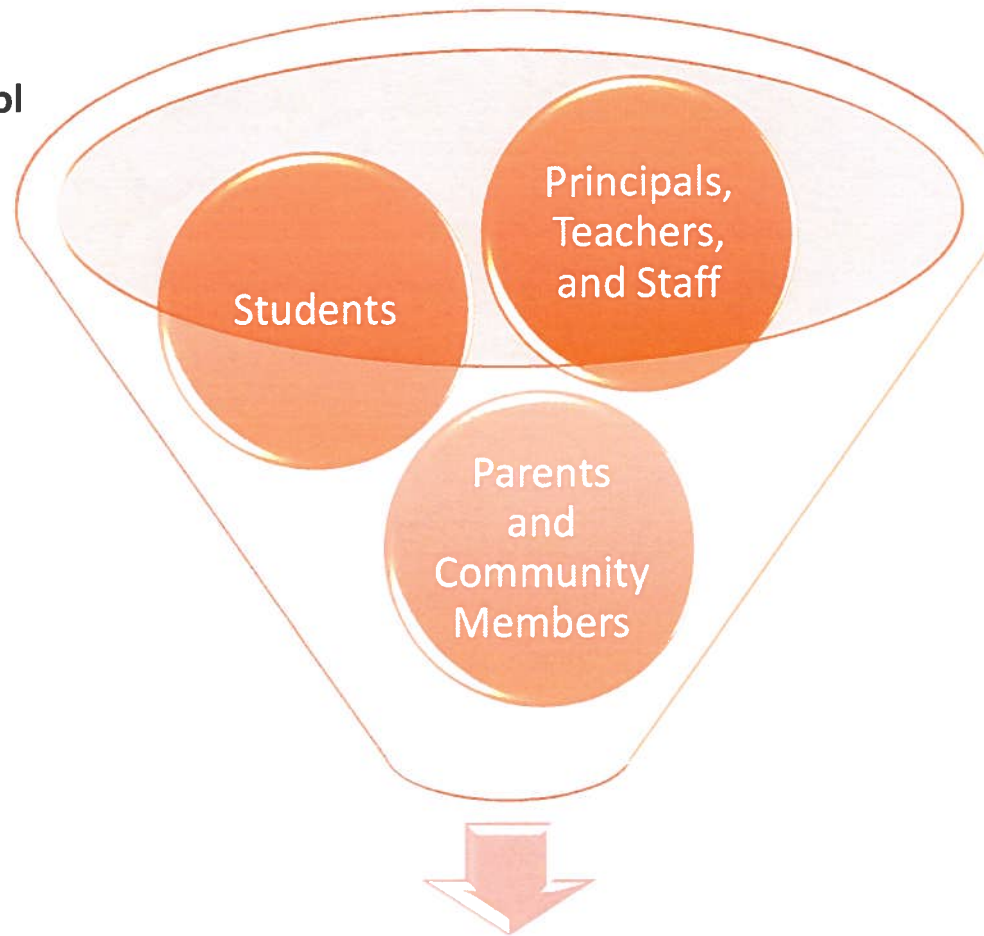 Students
Principals,
Teachers,
and Staff
Parents
and
Community
Members